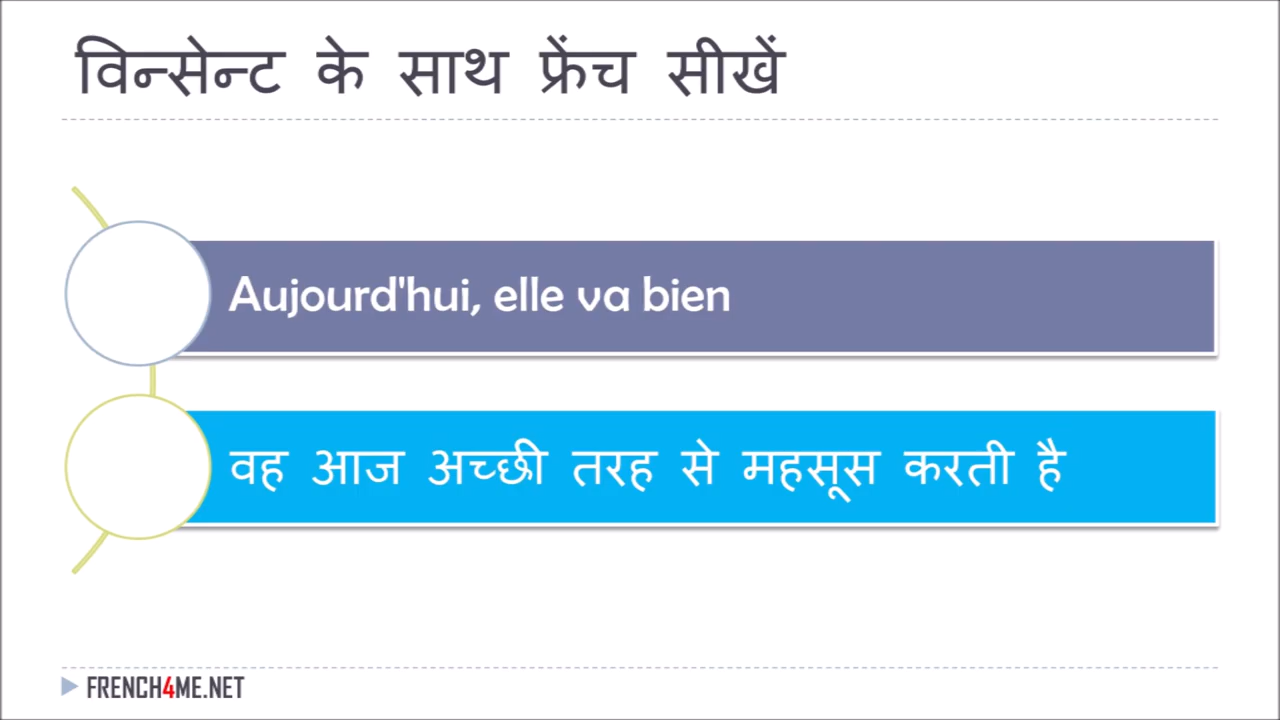 विन्सेन्ट के साथ फ्रेंच सीखें
Aujourd'hui, elle va bien
वह आज अच्छी तरह से महसूस करती है
FRENCH4ME.NET